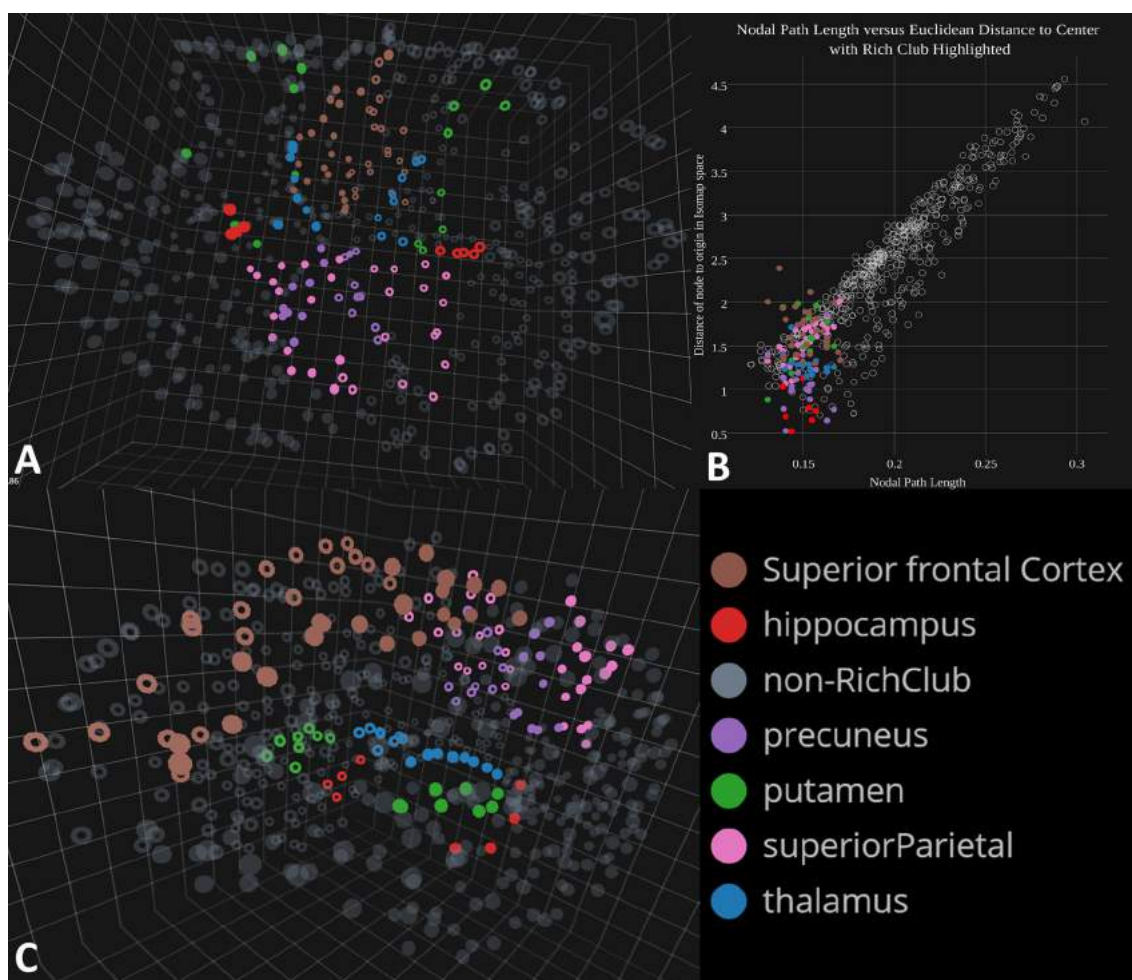 A
.86
Nodal Path Length versus Euclidean Distance to Center
with Rich Club Highlighted
Distance of node to origin in Isomap space
4.5
4
3.5
3
2.5
2
1.5
1
0.5
0.15
0.2
0.25
0.3
Nodal Path Length
B
C
Superior frontal Cortex
hippocampus
non-RichClub
precuneus
putamen
superiorParietal
thalamus